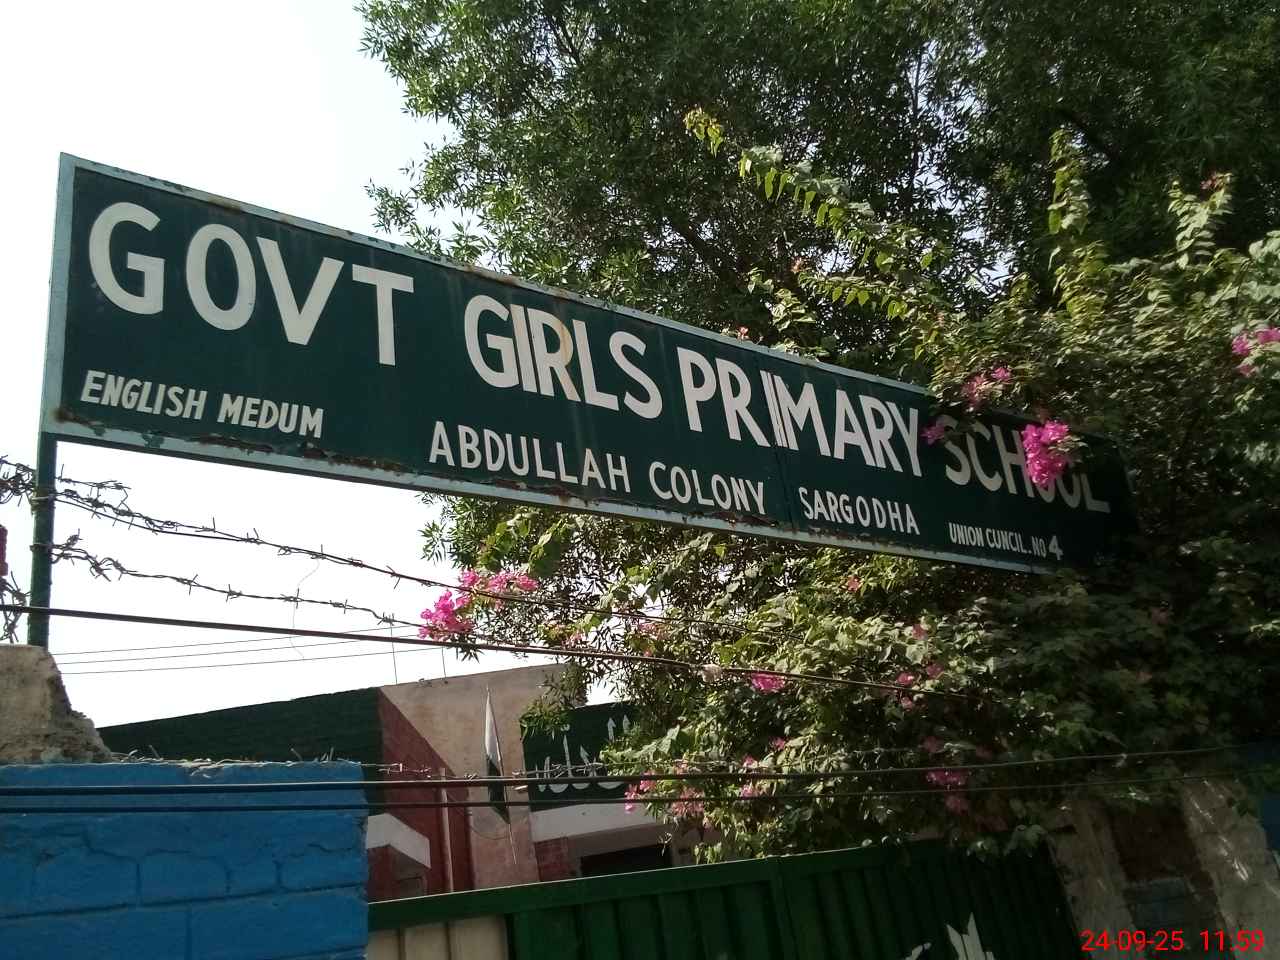 GOVT GIRLS PRIMARY SCHOOL
ENGLISH MEDUM
ABDULLAH COLONY SARGODHA
UNION CUNCIL.NO 4
24-09-25 11:59